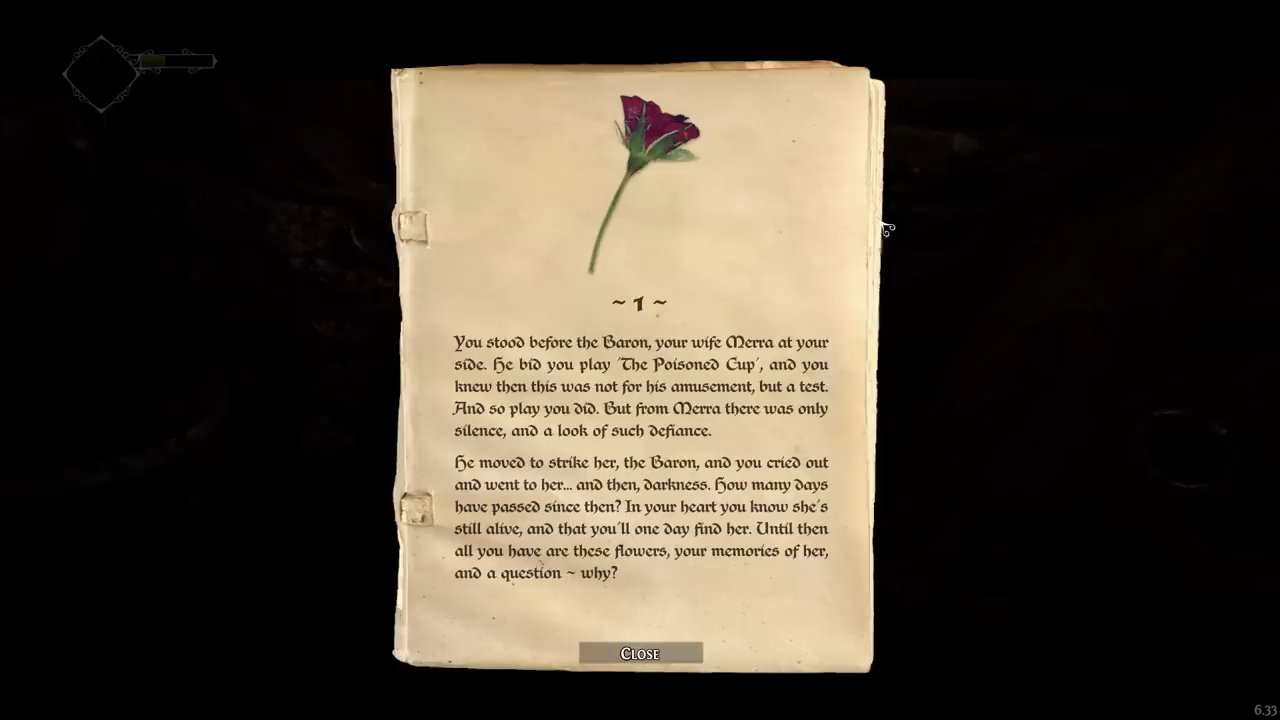 ~ 1 ~
You stood before the Baron, your wife Merra at your
side. He bid you play 'The Poisoned Cup', and you
knew then this was not for his amusement, but a test.
And so play you did. But from Merra there was only
silence, and a look of such defiance.
He moved to strike her, the Baron, and you cried out
and went to her... and then, darkness. How many days
have passed since then? In your heart you know she's
still alive, and that you'll one day find her. Until then
all you have are these flowers, your memories of her,
and a question ~ why?
Close
6.33